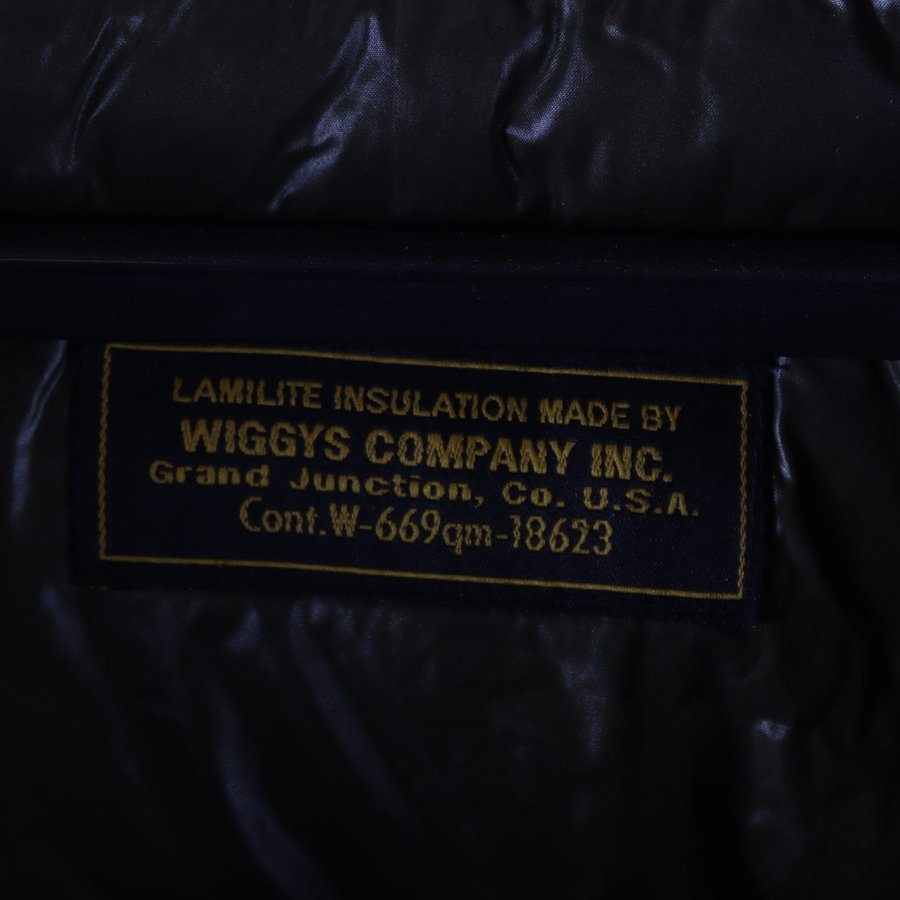 LAMILITE INSULATION MADE BY
WIGGYS COMPANY INC.
Grand Junction, Co. U.S.A.
Cont.W-669qm-18623